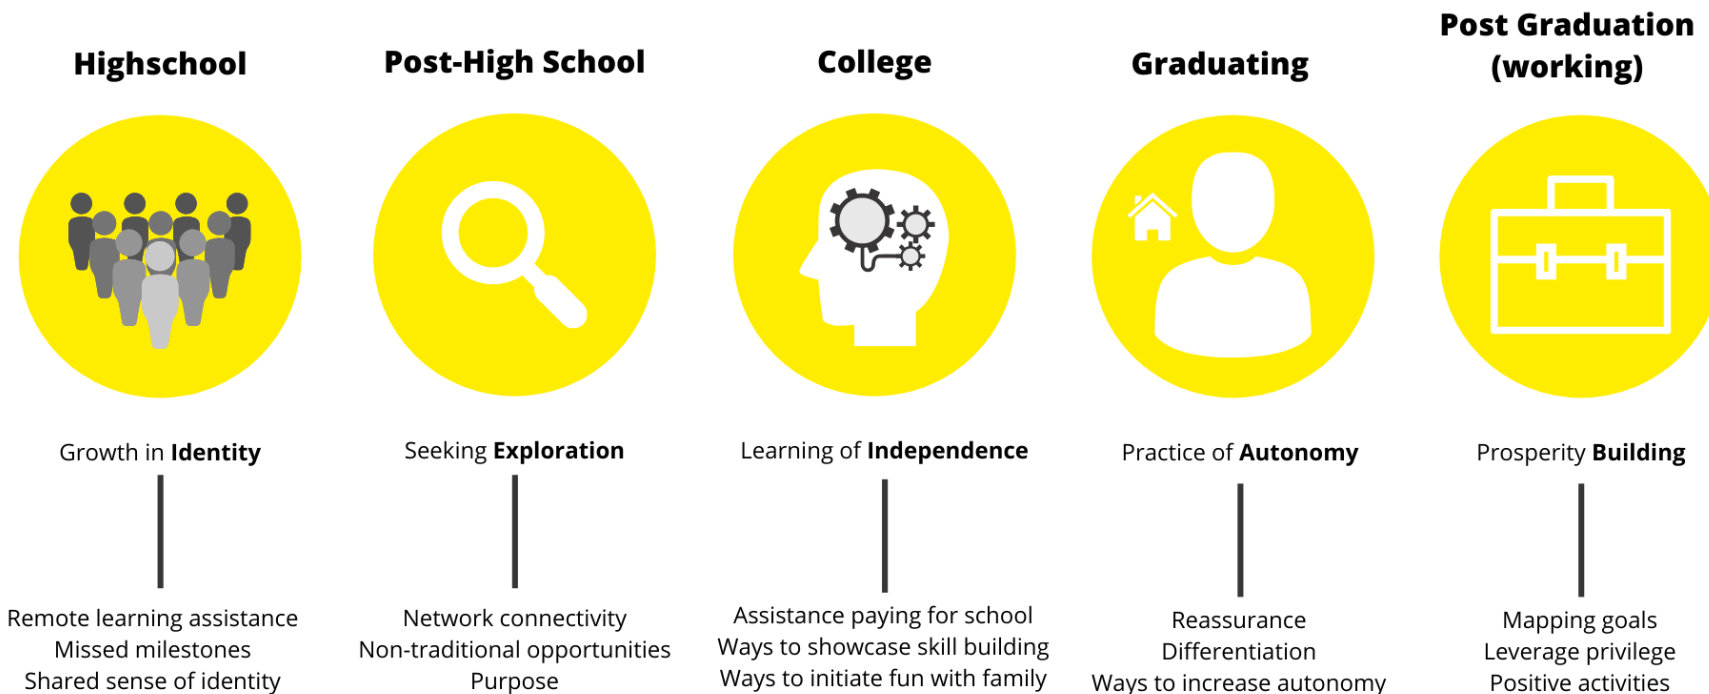 Highschool
Growth in Identity
Remote learning assistance
Missed milestones
Shared sense of identity
Post-High School
Seeking Exploration
Network connectivity
Non-traditional opportunities
Purpose
College
Learning of Independence
Assistance paying for school
Ways to showcase skill building
Ways to initiate fun with family
Graduating
Practice of Autonomy
Reassurance
Differentiation
Ways to increase autonomy
Post Graduation
(working)
Prosperity Building
Mapping goals
Leverage privilege
Positive activities